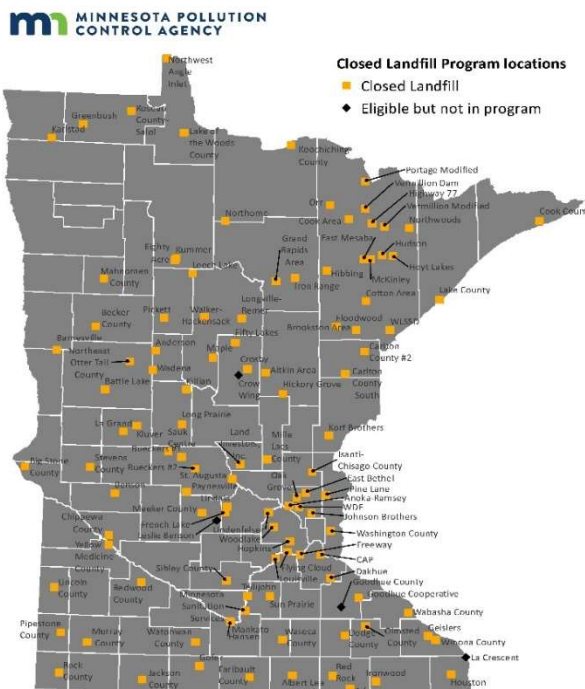 MINNESOTA POLLUTION
CONTROL AGENCY
Closed Landfill Program locations
Closed Landfill
Eligible but not in program
Northwest
Angle
Inlet
Roseau
County-
Salol
Greenbush
Karlstad
Lake of
the Woods
County
Koochiching
County
Portage Modified
Vermillion Dam
Highway 77
Vermillion Modified
Northwoods
Cook County
Orr
Cook Area
Northome
East Mesaba
Hudson
Hoyt Lakes
McKinley
Grand
Rapids
Area
Hibbing
Iron Range
Cotton Area
Lake County
Eighty
Acre
Kummer
Leech Lake
Mahnomen
County
Longville-
Remer
Floodwood
Brookston Area
WLSSD
Becker
County
Pickett
Walker-
Hackensack
Fifty Lakes
Carlton
County #2
Barnesville
Northeast
Otter Tail
County
Anderson
Maple
Crosby
Wadena
Crow
Wing
Aitkin Area
Carlton
County
South
Battle Lake
Killian
Hickory Grove
Long Prairie
La Grand
Kluver
Sauk
Centre
Land
Investors,
Inc.
Mille
Lacs
County
Korf Brothers
Isanti-
Chisago County
East Bethel
Pine Lane
Anoka-Ramsey
WDE
Johnson Brothers
Oak
Grove
Big Stone
County
Stevens
County
Rueckert #1
Rueckers #2
St. Augusta
Paynesville
Benson
Lindala
Meeker County
French Lake
Leslie Benson
Lindenfelser
Woodlake
Hopkins
Washington County
Freeway
CAP
Dakhue
Chippewa
County
Yellow
Medicine
County
Flying Cloud
Louisville
Goodhue County
Goodhue Cooperative
Sibley County
Lincoln
County
Redwood
County
Minnesota
Sanitation
Services
Tellijohn
Sun Prairie
Wabasha County
Geislers
Mankato
Hansen
Pipestone
County
Murray
County
Watonwan
County
Waseca
County
Dodge
County
Olmsted
County
Winona County
La Crescent
Rock
County
Jackson
County
Gofer
Faribault
County
Albert Lea
Red
Rock
Ironwood
Houston